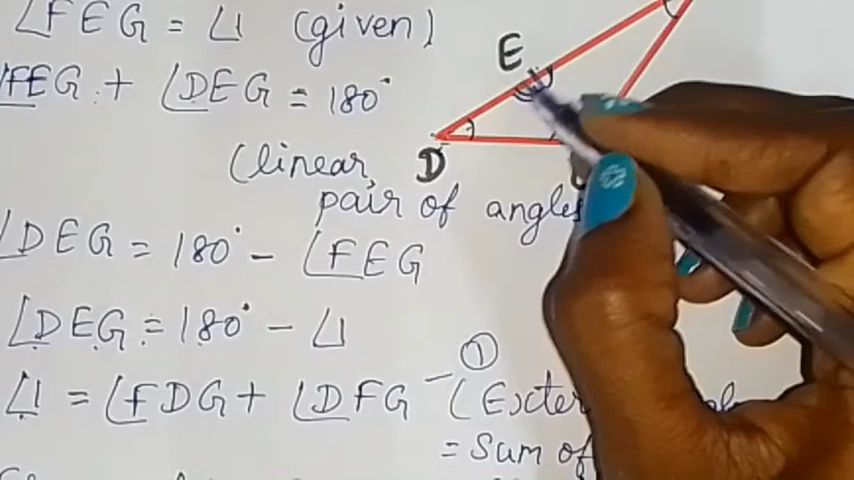 ∠FEG = ∠1 (given)
E
∠FEG + ∠DEG = 180°
(linear
D
pair of angles
∠DEG = 180° - ∠FEG
∠DEG = 180° - ∠1
①
∠1 = ∠FDG + ∠DFG - (Exter
= Sum of